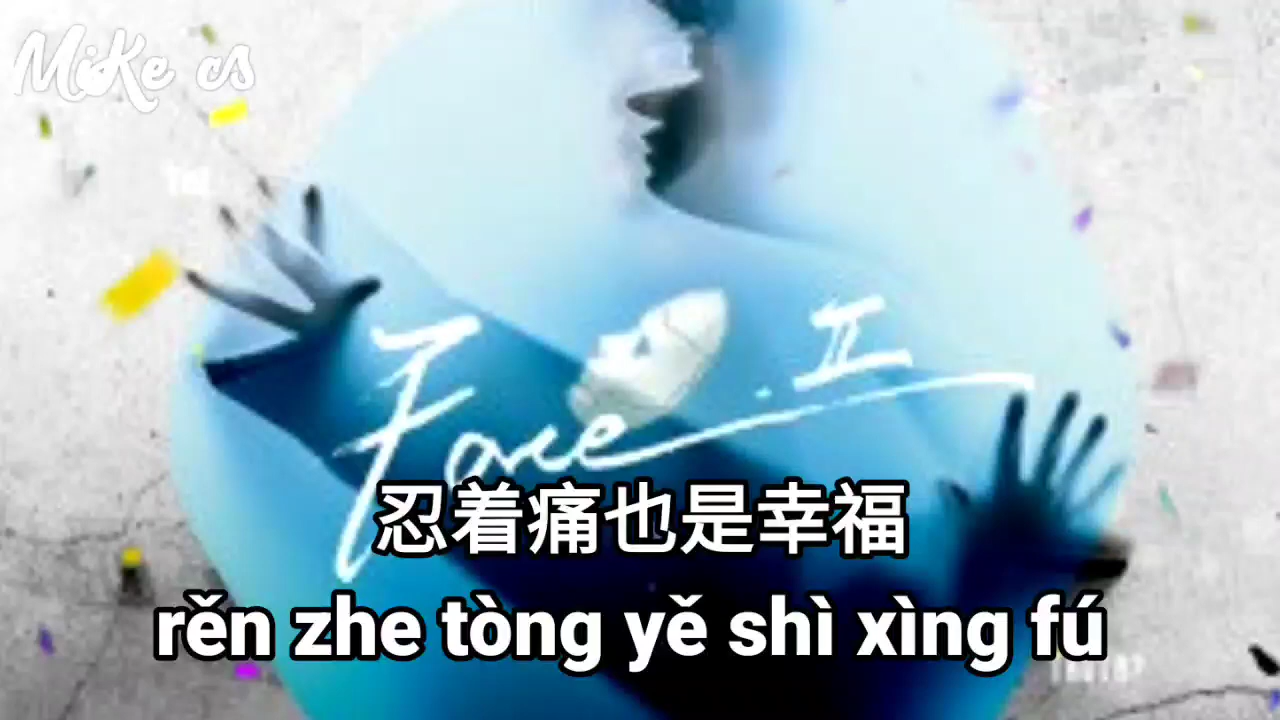 MiKe cs
Face . II
忍着痛也是幸福
rěn zhe tòng yě shì xìng fú